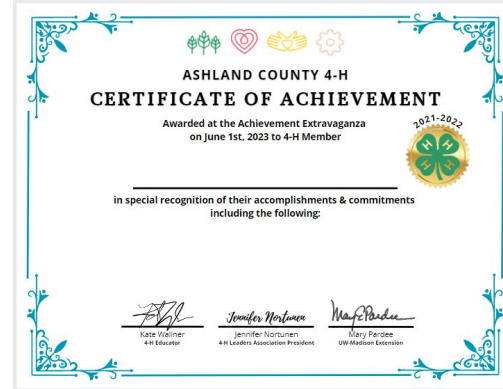 ASHLAND COUNTY 4-H
CERTIFICATE OF ACHIEVEMENT
Awarded at the Achievement Extravaganza
on June 1st, 2023 to 4-H Member
2021-2022
H H
H H
in special recognition of their accomplishments & commitments
including the following:
Jennifer Nortunen
Mary Pardee
Kate Wallner
Jennifer Nortunen
Mary Pardee
4-H Educator
4-H Leaders Association President
UW-Madison Extension